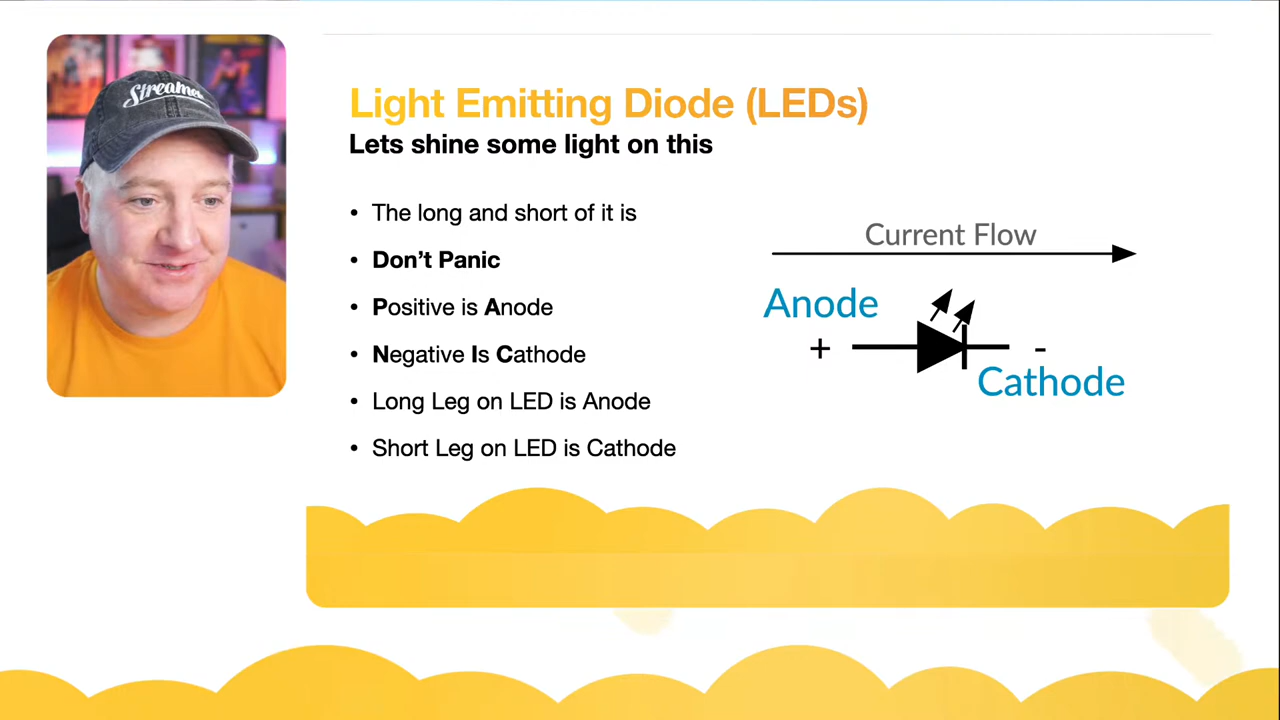 Streamer
Light Emitting Diode (LEDs)
Lets shine some light on this
• The long and short of it is
• Don’t Panic
• Positive is Anode
• Negative Is Cathode
• Long Leg on LED is Anode
• Short Leg on LED is Cathode
Current Flow
Anode
+ -
Cathode